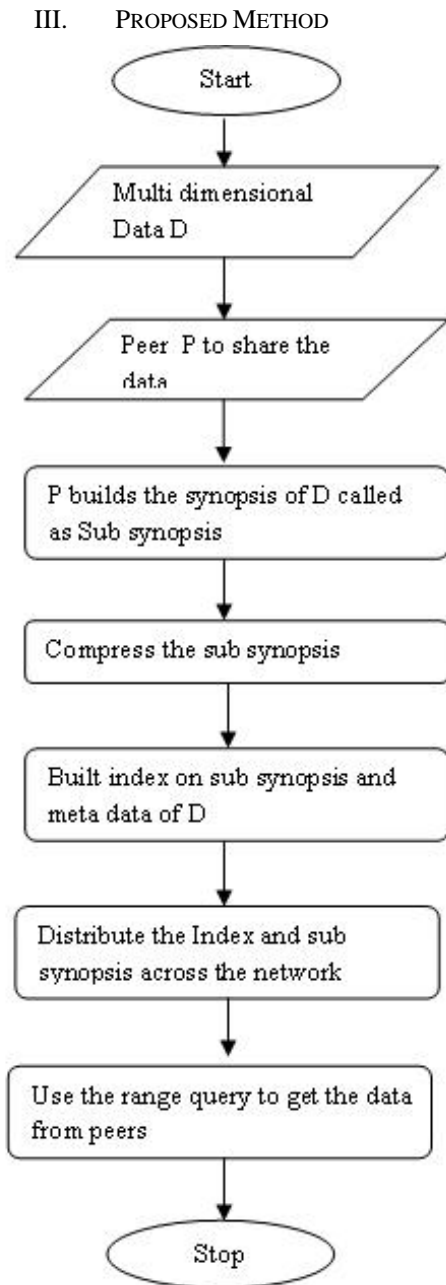 III. PROPOSED METHOD
Start
Multi dimensional
Data D
Peer P to share the
data
P builds the synopsis of D called
as Sub synopsis
Compress the sub synopsis
Built index on sub synopsis and
meta data of D
Distribute the Index and sub
synopsis across the network
Use the range query to get the data
from peers
Stop